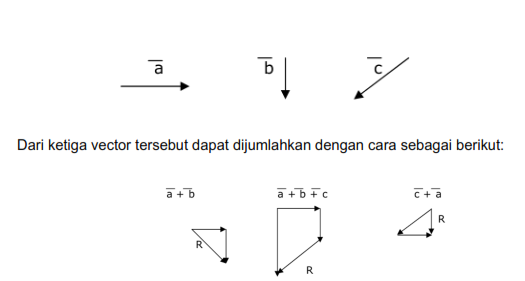 a̅ b̅ c̅
Dari ketiga vector tersebut dapat dijumlahkan dengan cara sebagai berikut:
a̅ + b̅ a̅ + b̅ +̅ c c̅ + a̅
R R R